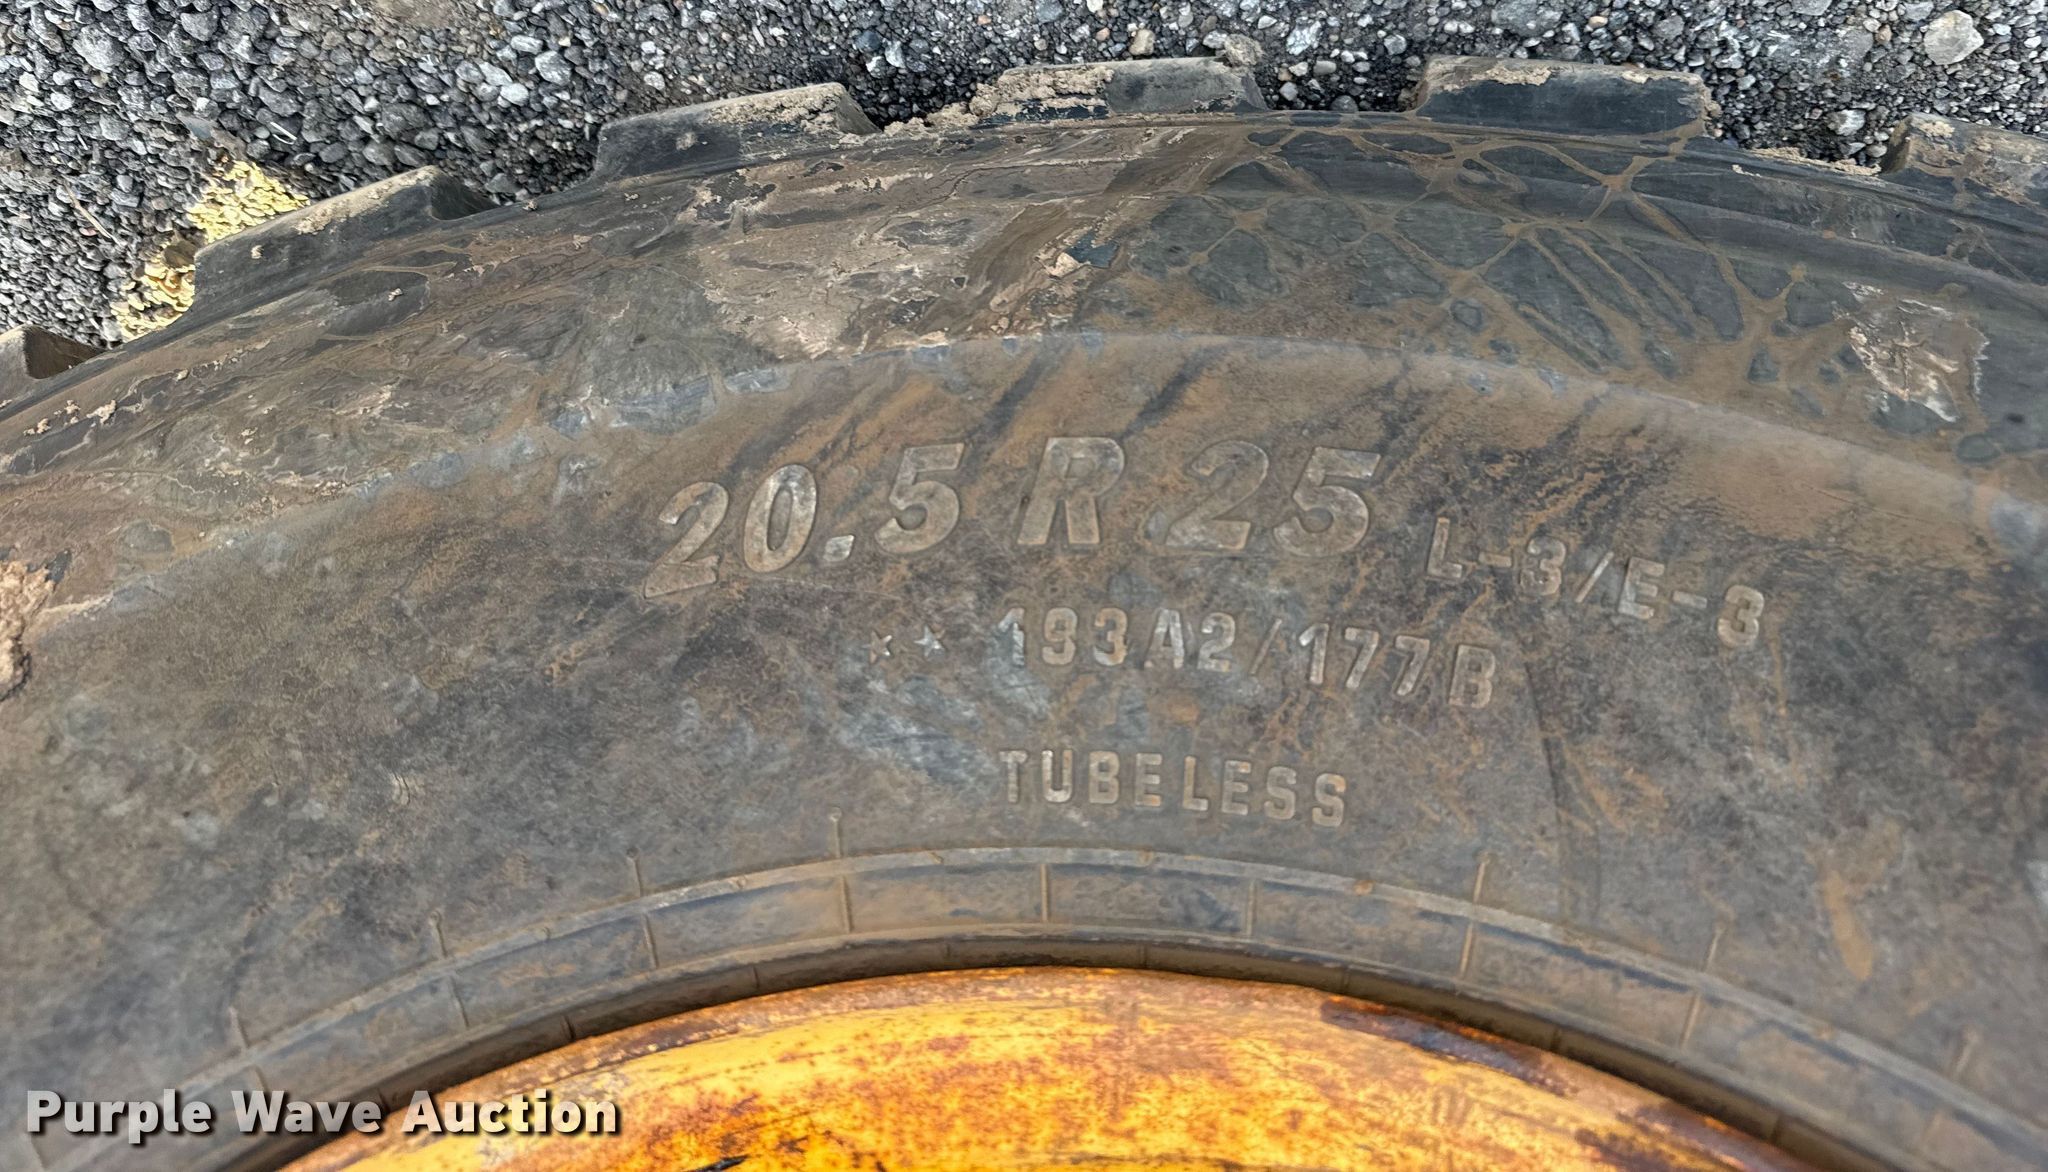 20.5 R 25 L-3/E-3
★★ 193A2/177B
TUBELESS
Purple Wave Auction